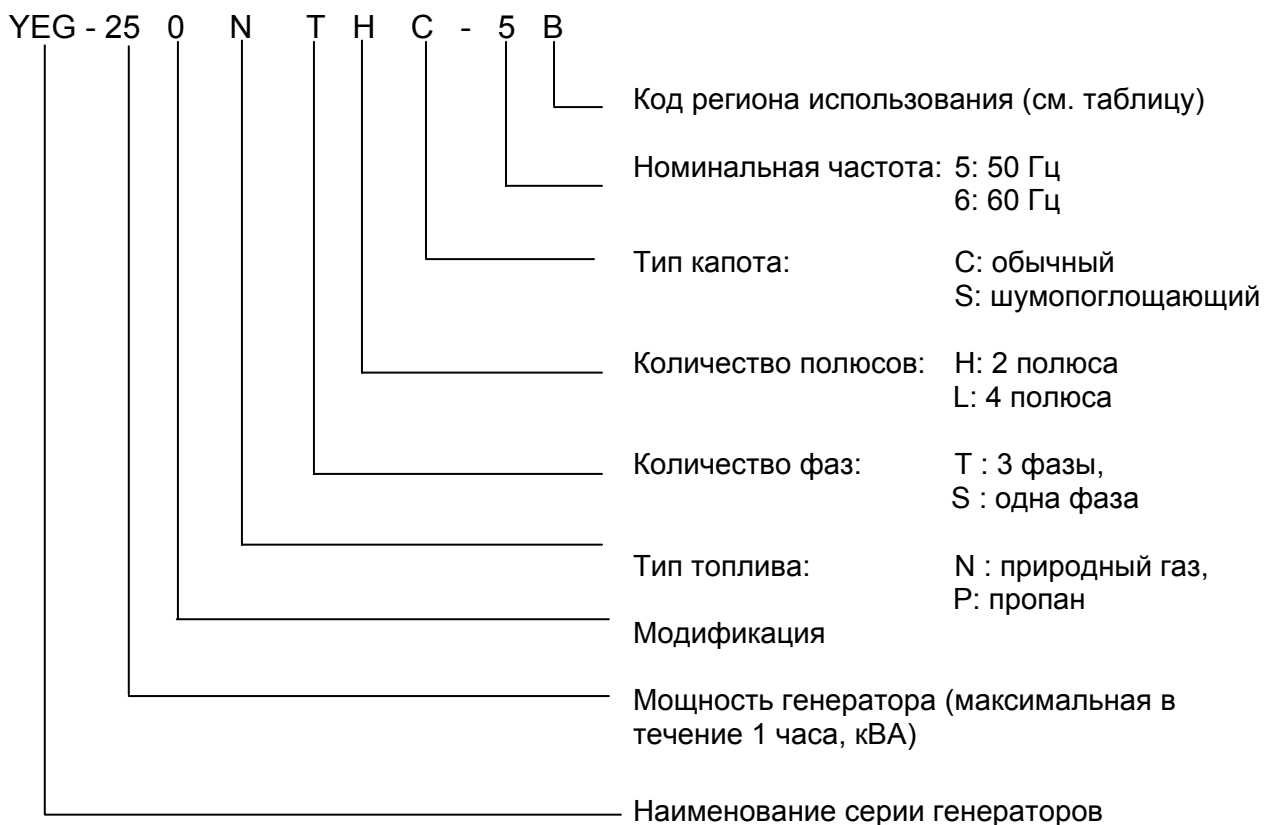 YEG - 25 0 N T H C - 5 B
Код региона использования (см. таблицу)
Номинальная частота: 5: 50 Гц
6: 60 Гц
Тип капота: C: обычный
S: шумопоглощающий
Количество полюсов: H: 2 полюса
L: 4 полюса
Количество фаз: T : 3 фазы,
S : одна фаза
Тип топлива: N : природный газ,
P: пропан
Модификация
Мощность генератора (максимальная в
течение 1 часа, кВА)
Наименование серии генераторов